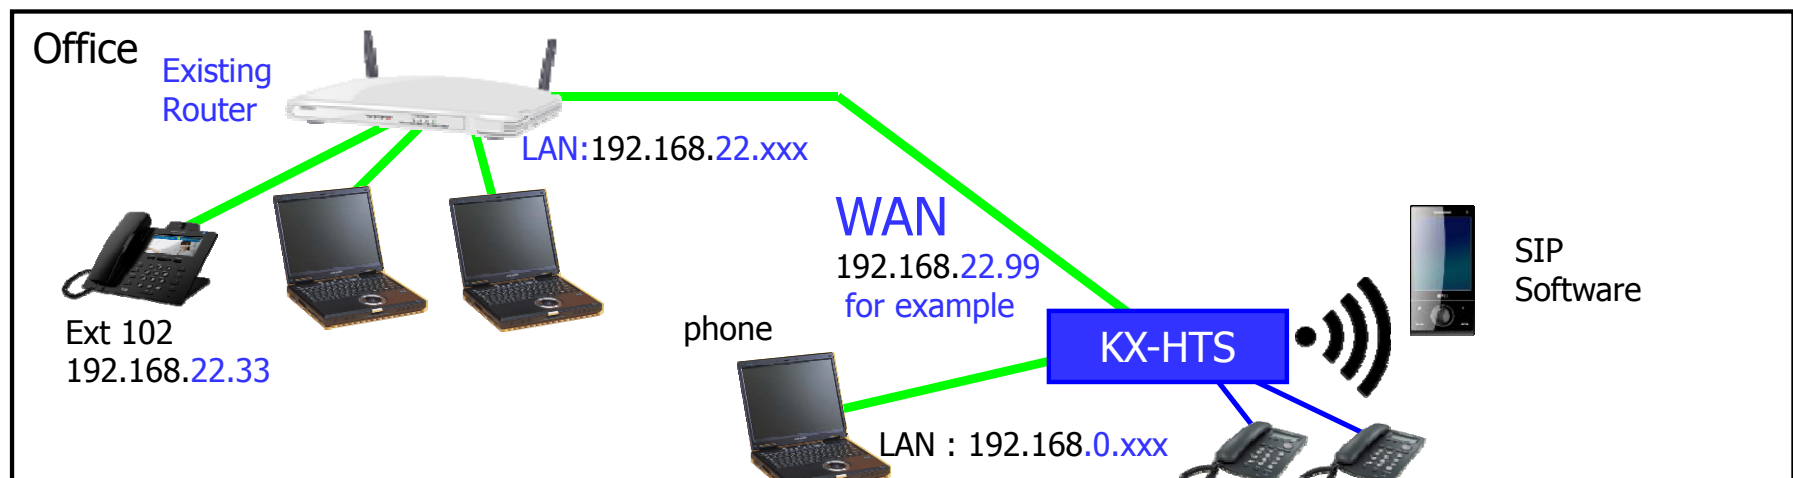 Office
Existing
Router
LAN:192.168.22.xxx
WAN
192.168.22.99
for example
SIP
Software
phone
KX-HTS
Ext 102
192.168.22.33
LAN : 192.168.0.xxx